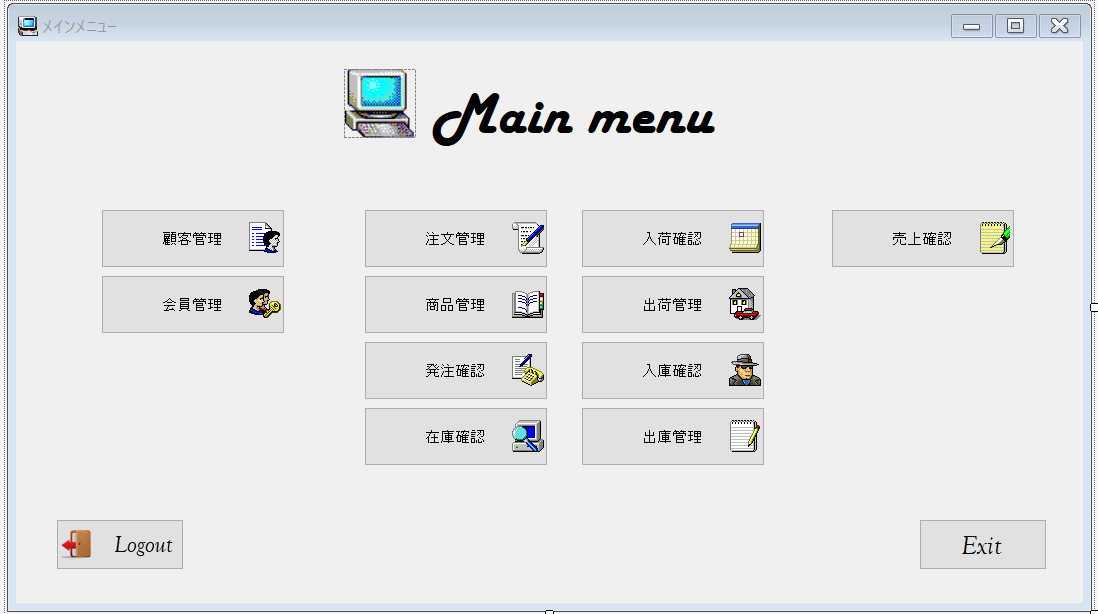 メインメニュー
Main menu
顧客管理
注文管理
入荷確認
売上確認
会員管理
商品管理
出荷管理
発注確認
入庫確認
在庫確認
出庫管理
Logout
Exit